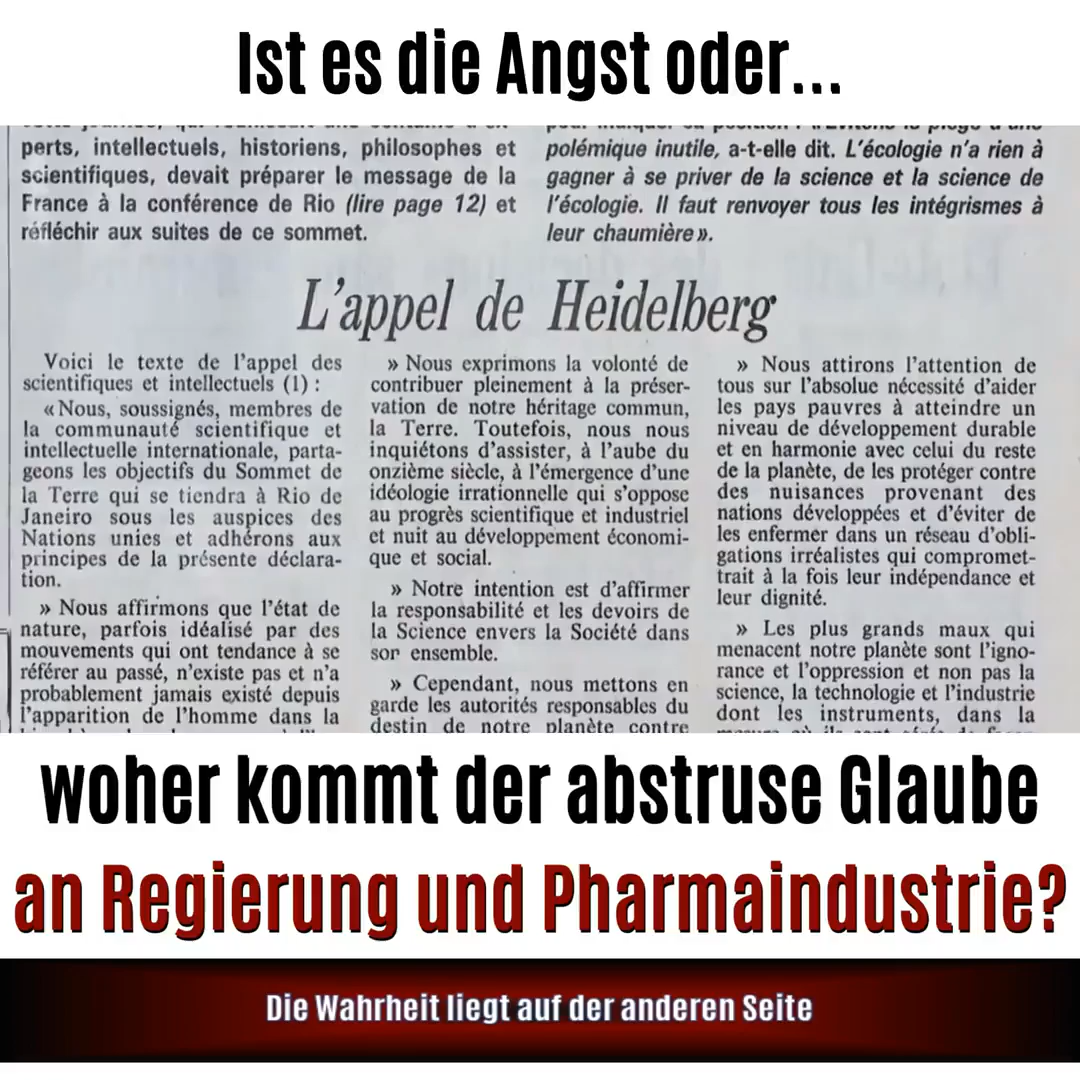 Ist es die Angst oder...
perts, intellectuels, historiens, philosophes et
scientifiques, devait préparer le message de la
France à la conférence de Rio (lire page 12) et
réfléchir aux suites de ce sommet.
polémique inutile, a-t-elle dit. L'écologie n'a rien à
gagner à se priver de la science et la science de
l'écologie. Il faut renvoyer tous les intégrismes à
leur chaumière».
L'appel de Heidelberg
Voici le texte de l'appel des
scientifiques et intellectuels (1) :
«Nous, soussignés, membres de
la communauté scientifique et
intellectuelle internationale, parta-
geons les objectifs du Sommet de
la Terre qui se tiendra à Rio de
Janeiro sous les auspices des
Nations unies et adhérons aux
principes de la présente déclara-
tion.
» Nous affirmons que l'état de
nature, parfois idéalisé par des
mouvements qui ont tendance à se
référer au passé, n'existe pas et n'a
probablement jamais existé depuis
l'apparition de l'homme dans la
» Nous exprimons la volonté de
contribuer pleinement à la préser-
vation de notre héritage commun,
la Terre. Toutefois, nous nous
inquiétons d'assister, à l'aube du
onzième siècle, à l'émergence d'une
idéologie irrationnelle qui s'oppose
au progrès scientifique et industriel
et nuit au développement économi-
que et social.
» Notre intention est d'affirmer
la responsabilité et les devoirs de
la Science envers la Société dans
son ensemble.
» Cependant, nous mettons en
garde les autorités responsables du
destin de notre planète contre
» Nous attirons l'attention de
tous sur l'absolue nécessité d'aider
les pays pauvres à atteindre un
niveau de développement durable
et en harmonie avec celui du reste
de la planète, de les protéger contre
des nuisances provenant des
nations développées et d'éviter de
les enfermer dans un réseau d'obli-
gations irréalistes qui compromet-
trait à la fois leur indépendance et
leur dignité.
» Les plus grands maux qui
menacent notre planète sont l'igno-
rance et l'oppression et non pas la
science, la technologie et l'industrie
dont les instruments, dans la
woher kommt der abstruse Glaube
an Regierung und Pharmaindustrie?
Die Wahrheit liegt auf der anderen Seite